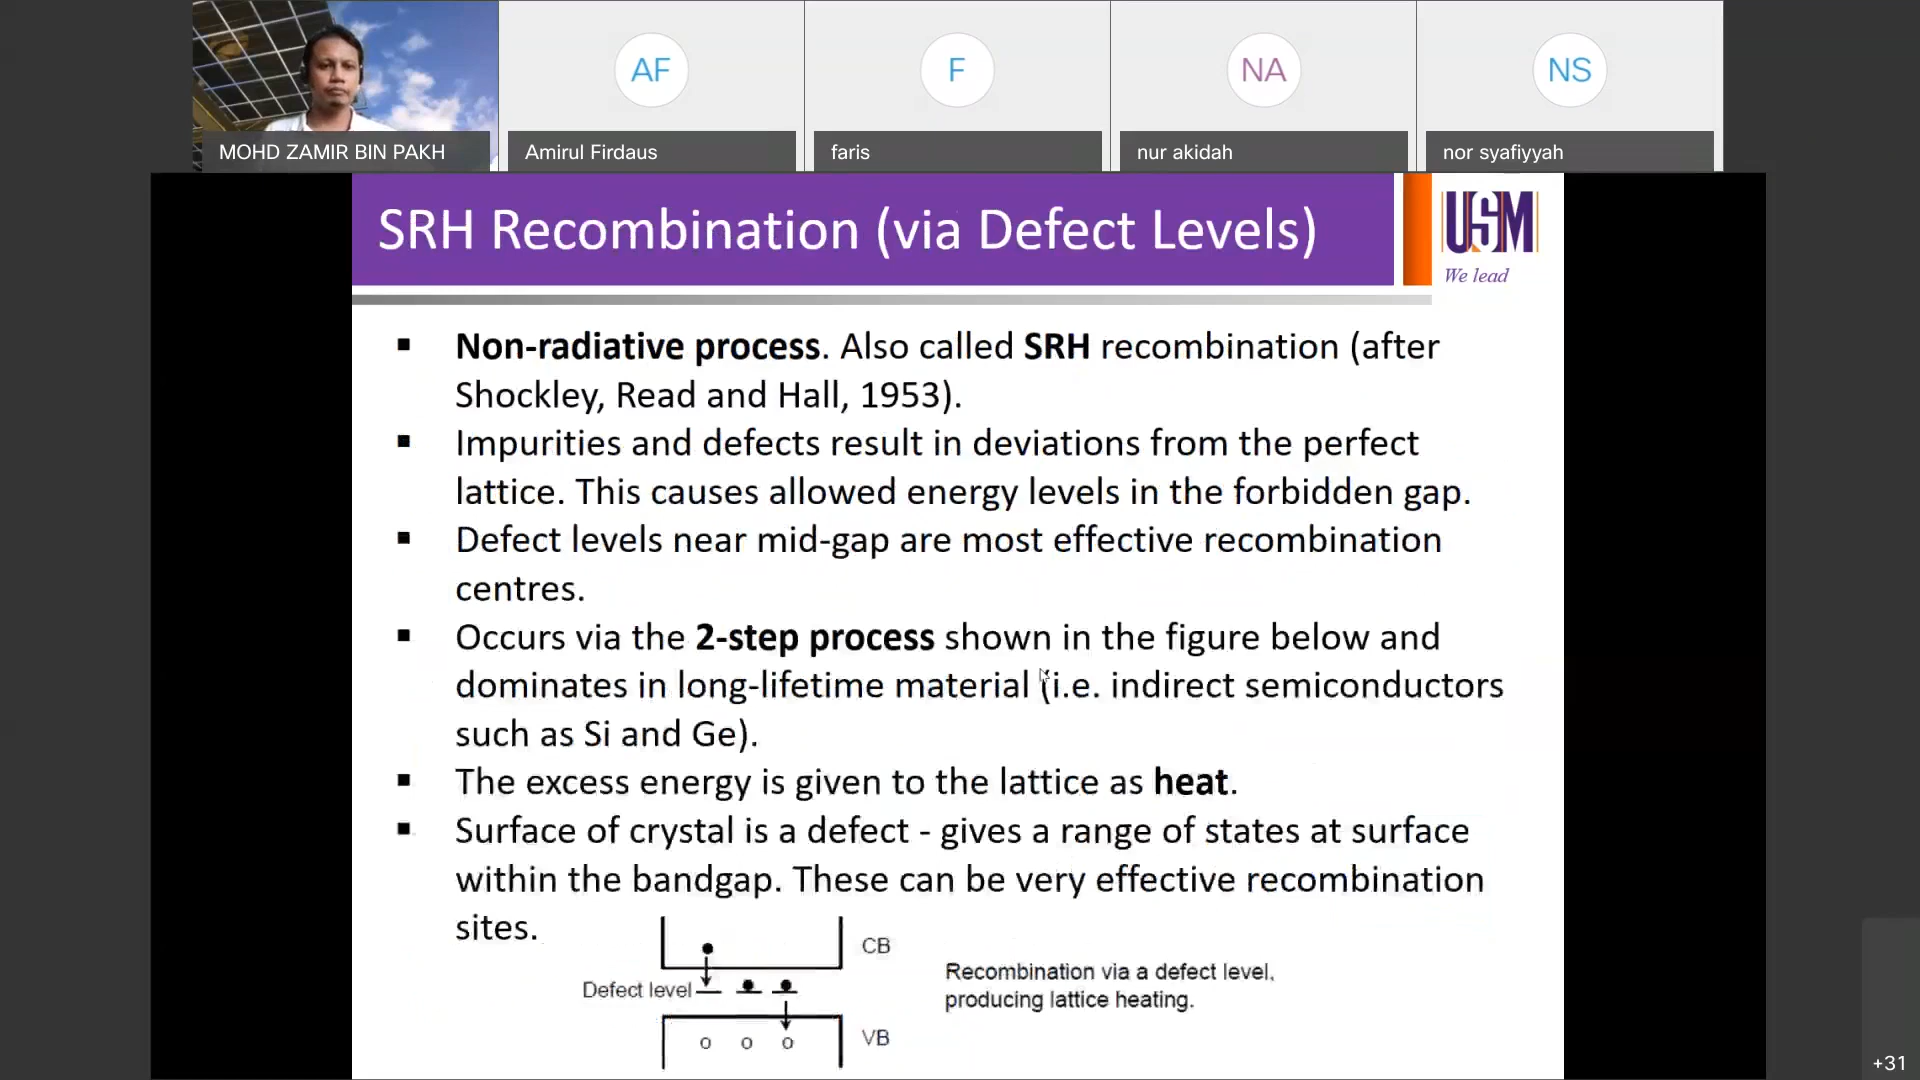 AF
F
NA
NS
MOHD ZAMIR BIN PAKH
Amirul Firdaus
faris
nur akidah
nor syafiyyah
SRH Recombination (via Defect Levels)
USM
We lead
▪ Non-radiative process. Also called SRH recombination (after
Shockley, Read and Hall, 1953).
▪ Impurities and defects result in deviations from the perfect
lattice. This causes allowed energy levels in the forbidden gap.
▪ Defect levels near mid-gap are most effective recombination
centres.
▪ Occurs via the 2-step process shown in the figure below and
dominates in long-lifetime material (i.e. indirect semiconductors
such as Si and Ge).
▪ The excess energy is given to the lattice as heat.
▪ Surface of crystal is a defect - gives a range of states at surface
within the bandgap. These can be very effective recombination
sites.
CB
Defect level
VB
Recombination via a defect level,
producing lattice heating.
+31